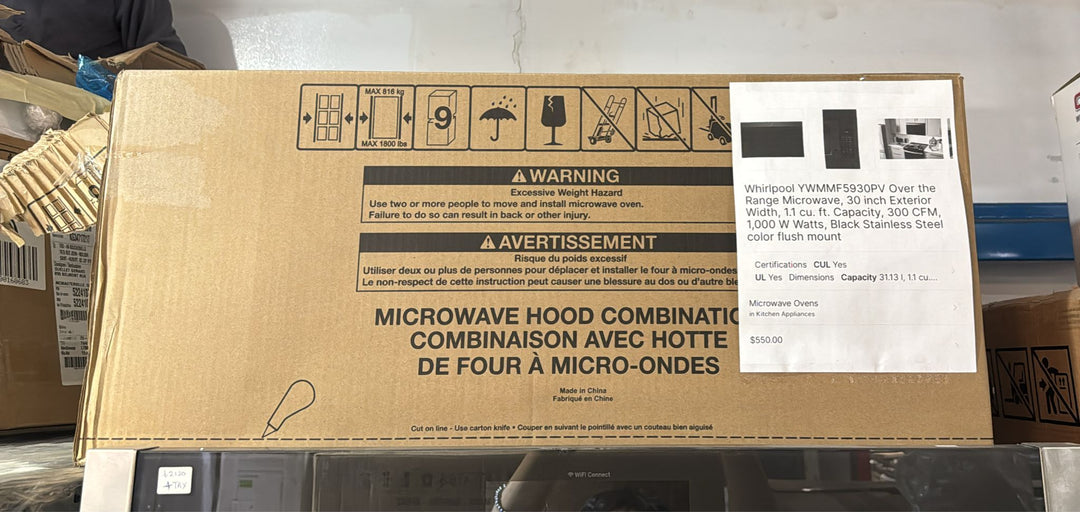 MAX 816 kg
9
MAX 1800 lbs
WARNING
Excessive Weight Hazard
Use two or more people to move and install microwave oven.
Failure to do so can result in back or other injury.
AVERTISSEMENT
Risque du poids excessif
Utiliser deux ou plus de personnes pour déplacer et installer le four à micro-ondes
Le non-respect de cette instruction peut causer une blessure au dos ou d'autre ble
MICROWAVE HOOD COMBINATIO
COMBINAISON AVEC HOTTE
DE FOUR À MICRO-ONDES
Made in China
Fabriqué en Chine
Cut on line - Use carton knife • Couper en suivant le pointillé avec un couteau bien aiguisé
Whirlpool YWMMF5930PV Over the
Range Microwave, 30 inch Exterior
Width, 1.1 cu. ft. Capacity, 300 CFM,
1,000 W Watts, Black Stainless Steel
color flush mount
Certifications CUL Yes
UL Yes Dimensions Capacity 31.13 l, 1.1 cu....
Microwave Ovens
in Kitchen Appliances
$550.00
WiFi Connect